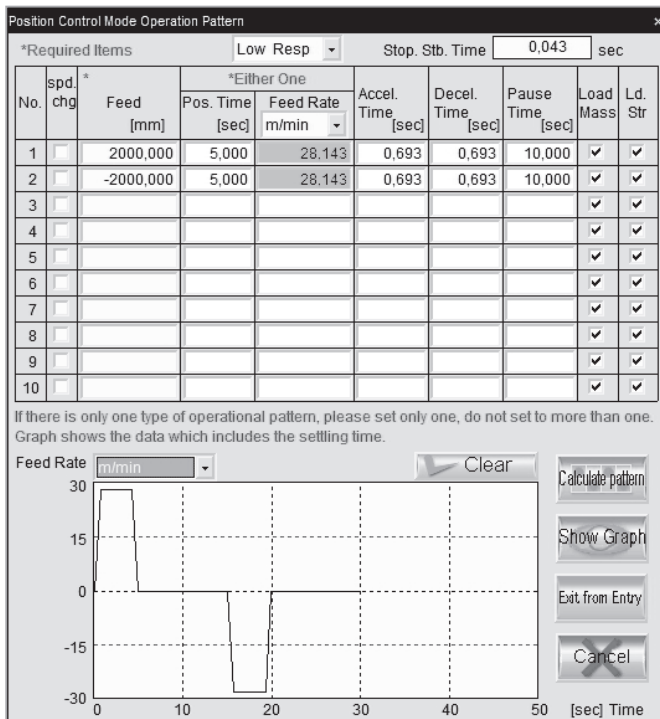 Position Control Mode Operation Pattern ×
*Required Items Low Resp Stop. Stb. Time 0,043 sec
No. spd. chg * Feed [mm] *Either One Pos. Time [sec] Feed Rate m/min Accel. Time [sec] Decel. Time [sec] Pause Time [sec] Load Mass Ld. Str
1 2000,000 5,000 28,143 0,693 0,693 10,000
2 -2000,000 5,000 28,143 0,693 0,693 10,000
3
4
5
6
7
8
9
10
If there is only one type of operational pattern, please set only one, do not set to more than one.
Graph shows the data which includes the settling time.
Feed Rate m/min Clear
Calculate pattern
Show Graph
Exit from Entry
Cancel
30
15
0
-15
-30
0 10 20 30 40 50 [sec] Time